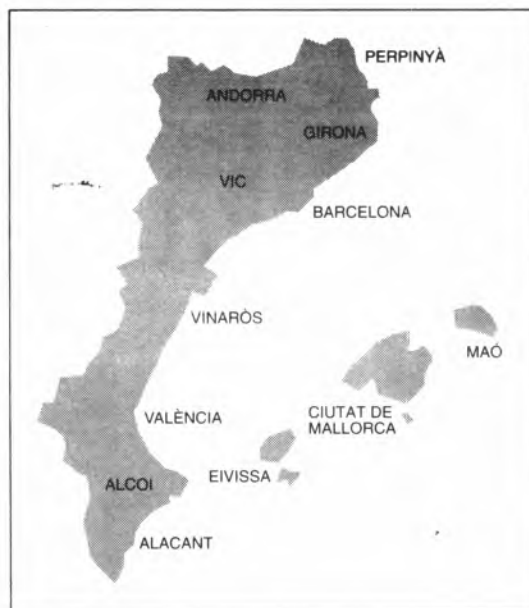 PERPINYÀ
ANDORRA
GIRONA
VIC
BARCELONA
VINARÒS
MAÓ
CIUTAT DE
MALLORCA
VALÈNCIA
EIVISSA
ALCOI
ALACANT